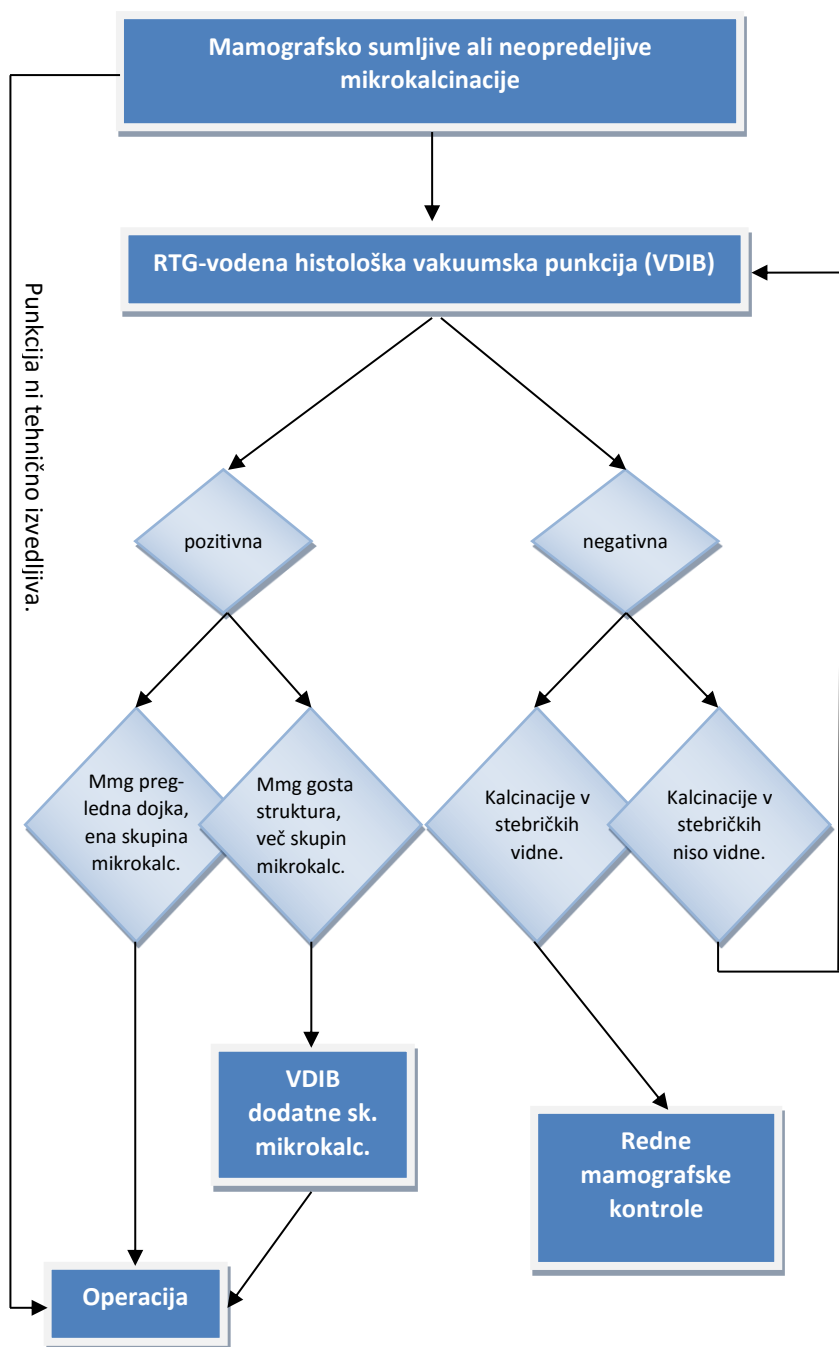 Mamografsko sumljive ali neopredeljive
mikrokalcinacije
RTG-vodena histološka vakuumska punkcija (VDIB)
Punkcija ni tehnično izvedljiva.
pozitivna
negativna
Mmg preg-
ledna dojka,
ena skupina
mikrokalc.
Mmg gosta
struktura,
več skupin
mikrokalc.
Kalcinacije v
stebričkih
vidne.
Kalcinacije v
stebričkih
niso vidne.
VDIB
dodatne sk.
mikrokalc.
Redne
mamografske
kontrole
Operacija